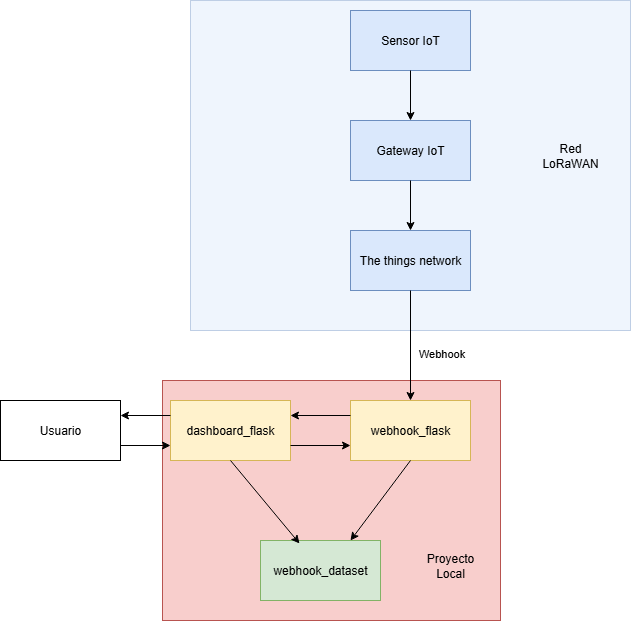 Sensor IoT
Gateway IoT
Red
LoRaWAN
The things network
Webhook
Usuario
dashboard_flask
webhook_flask
webhook_dataset
Proyecto
Local